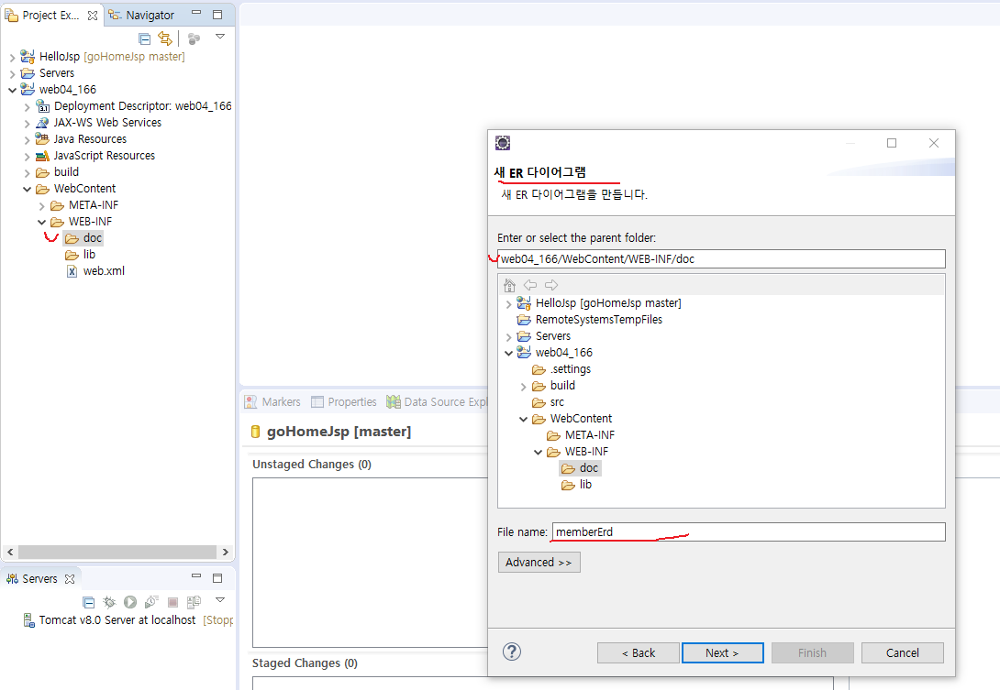 Project Ex...
Navigator
HelloJsp [goHomeJsp master]
Servers
web04_166
Deployment Descriptor: web04_166
JAX-WS Web Services
Java Resources
JavaScript Resources
build
WebContent
META-INF
WEB-INF
doc
lib
web.xml
Servers
Tomcat v8.0 Server at localhost [Stopp
Markers
Properties
Data Source Expl
goHomeJsp [master]
Unstaged Changes (0)
Staged Changes (0)
새 ER 다이어그램
새 ER 다이어그램을 만듭니다.
Enter or select the parent folder:
web04_166/WebContent/WEB-INF/doc
HelloJsp [goHomeJsp master]
RemoteSystemsTempFiles
Servers
web04_166
.settings
build
src
WebContent
META-INF
WEB-INF
doc
lib
File name: memberErd
Advanced >>
< Back
Next >
Finish
Cancel